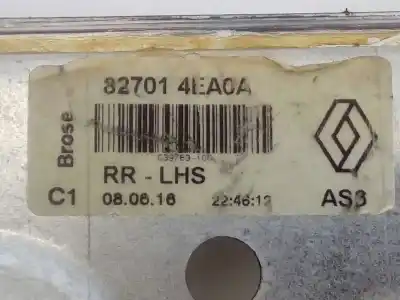 82701 4EA0A
Brose
RR - LHS
C1 08.06.16 22:46:12 AS3